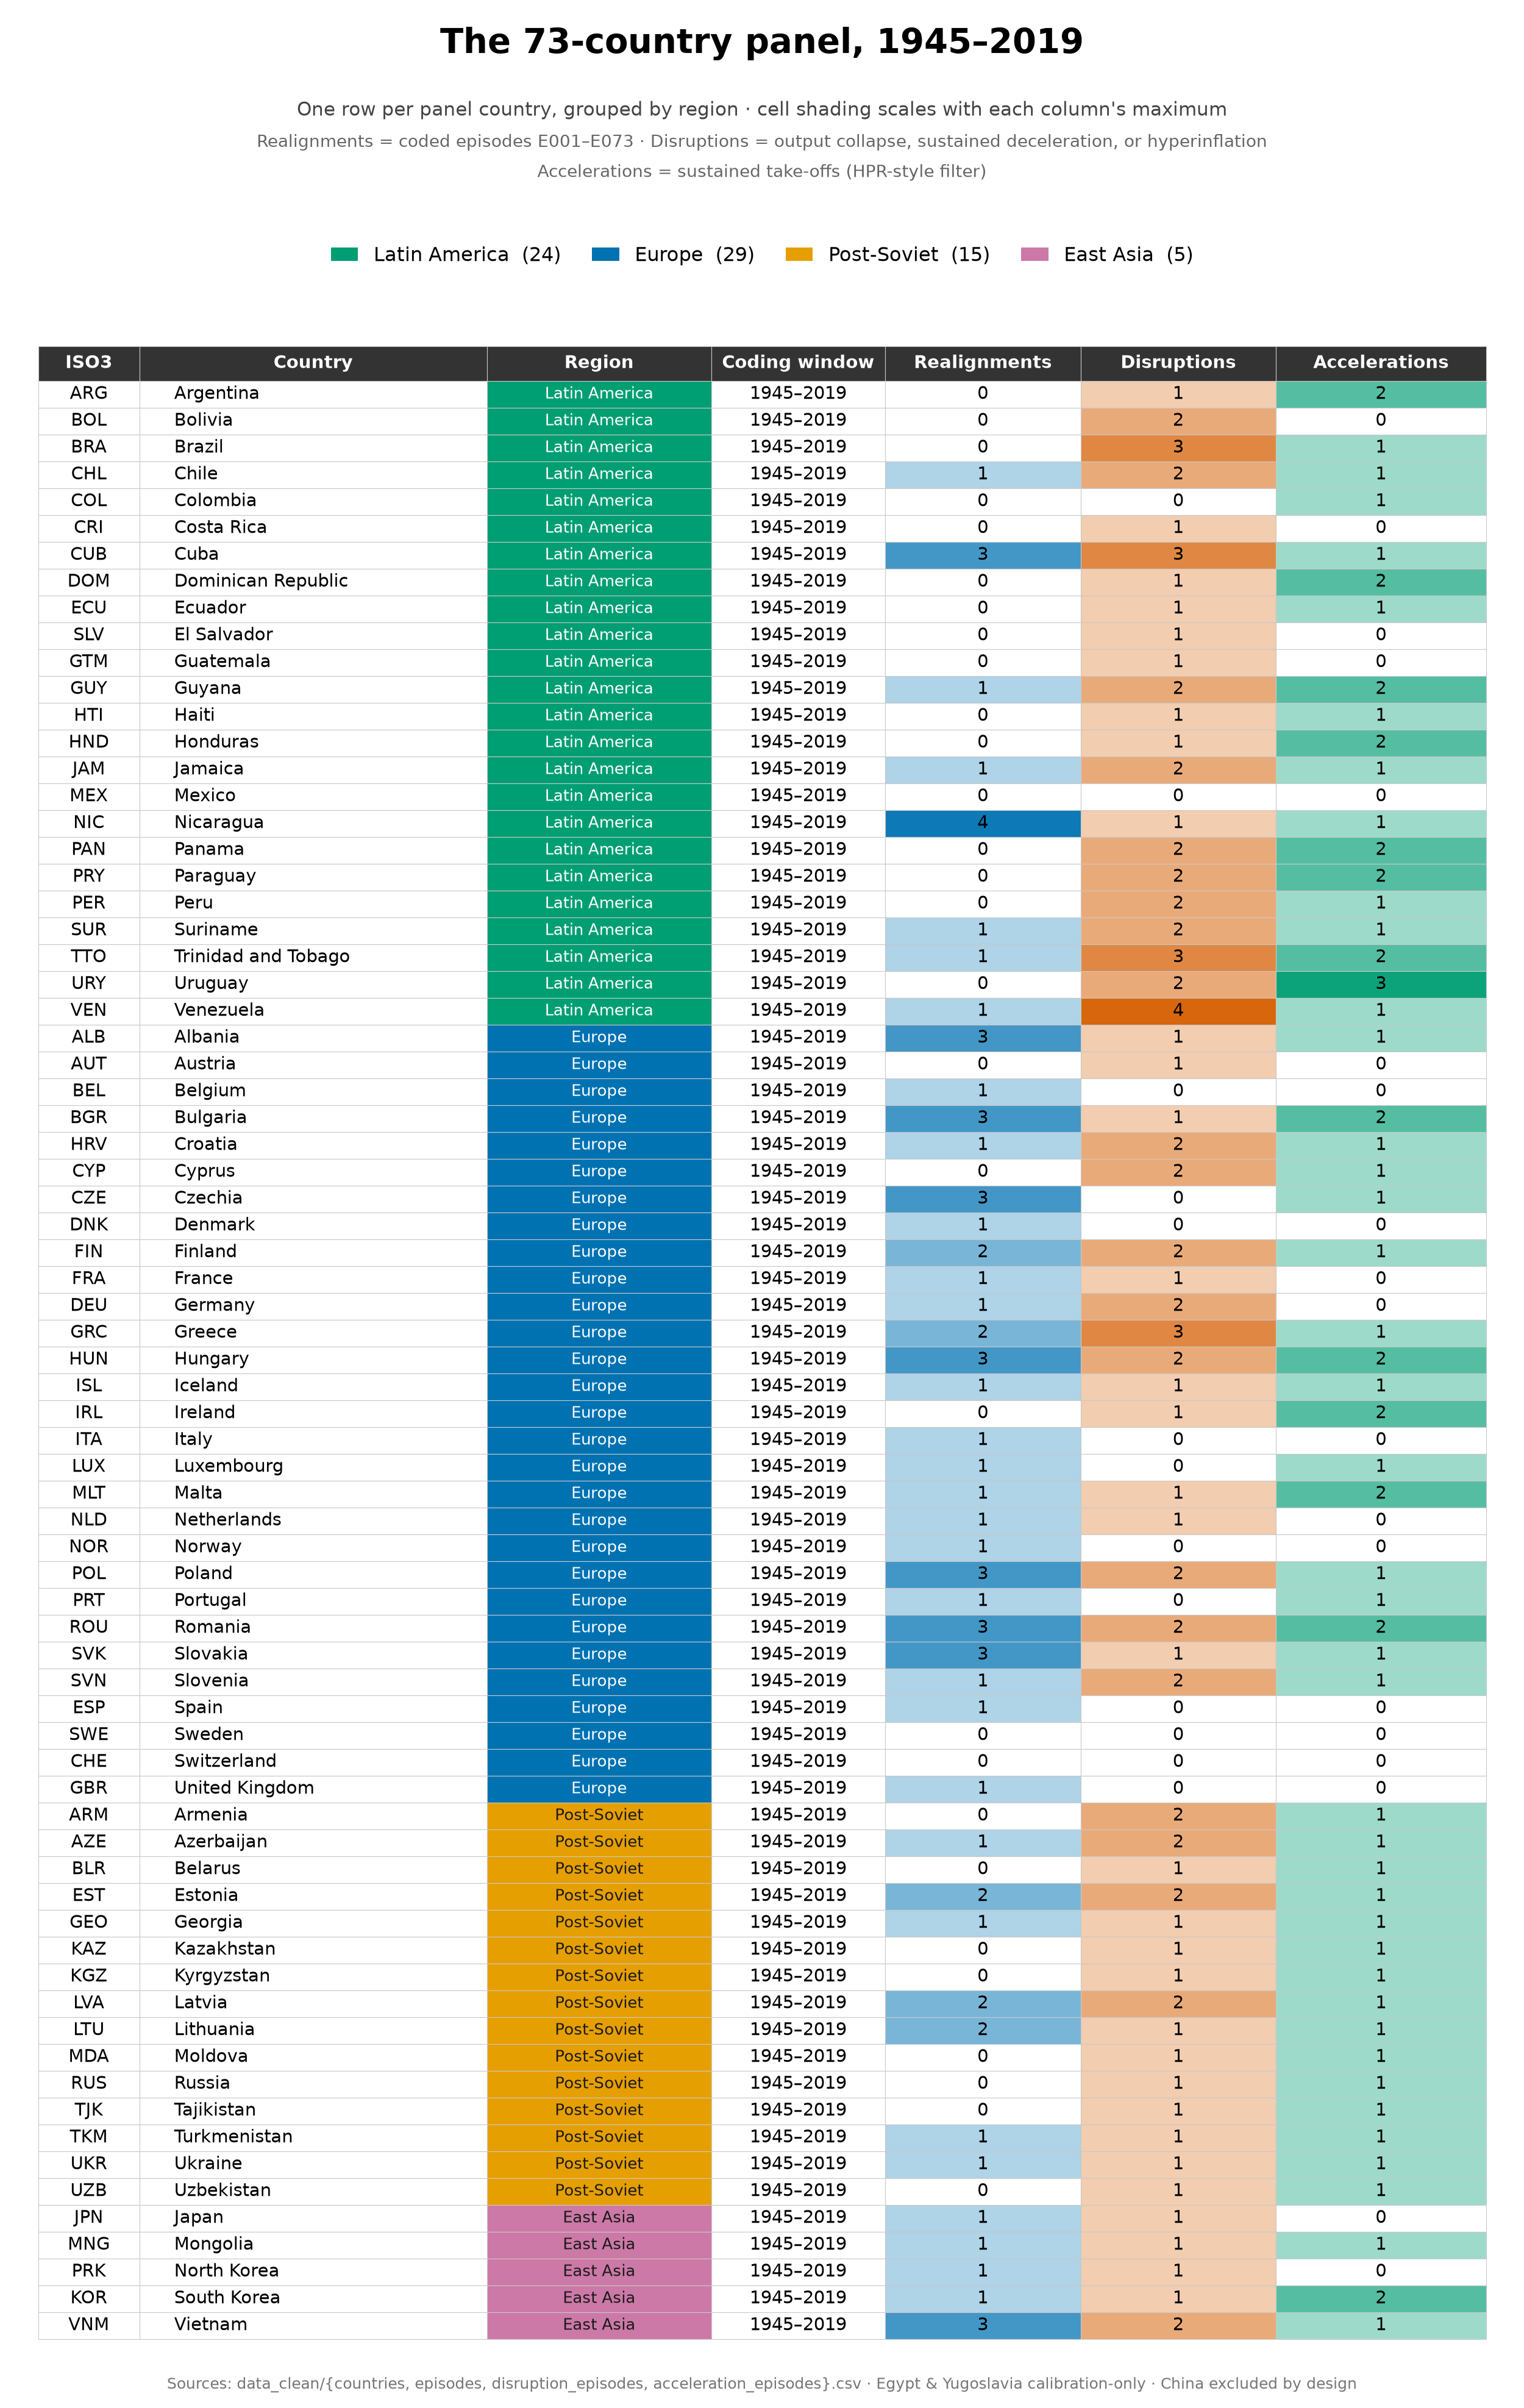 The 73-country panel, 1945–2019
One row per panel country, grouped by region · cell shading scales with each column's maximum
Realignments = coded episodes E001–E073 · Disruptions = output collapse, sustained deceleration, or hyperinflation
Accelerations = sustained take-offs (HPR-style filter)
Latin America (24) Europe (29) Post-Soviet (15) East Asia (5)
ISO3 Country Region Coding window Realignments Disruptions Accelerations
ARG Argentina Latin America 1945–2019 0 1 2
BOL Bolivia Latin America 1945–2019 0 2 0
BRA Brazil Latin America 1945–2019 0 3 1
CHL Chile Latin America 1945–2019 1 2 1
COL Colombia Latin America 1945–2019 0 0 1
CRI Costa Rica Latin America 1945–2019 0 1 0
CUB Cuba Latin America 1945–2019 3 3 1
DOM Dominican Republic Latin America 1945–2019 0 1 2
ECU Ecuador Latin America 1945–2019 0 1 1
SLV El Salvador Latin America 1945–2019 0 1 0
GTM Guatemala Latin America 1945–2019 0 1 0
GUY Guyana Latin America 1945–2019 1 2 2
HTI Haiti Latin America 1945–2019 0 1 1
HND Honduras Latin America 1945–2019 0 1 2
JAM Jamaica Latin America 1945–2019 1 2 1
MEX Mexico Latin America 1945–2019 0 0 0
NIC Nicaragua Latin America 1945–2019 4 1 1
PAN Panama Latin America 1945–2019 0 2 2
PRY Paraguay Latin America 1945–2019 0 2 2
PER Peru Latin America 1945–2019 0 2 1
SUR Suriname Latin America 1945–2019 1 2 1
TTO Trinidad and Tobago Latin America 1945–2019 1 3 2
URY Uruguay Latin America 1945–2019 0 2 3
VEN Venezuela Latin America 1945–2019 1 4 1
ALB Albania Europe 1945–2019 3 1 1
AUT Austria Europe 1945–2019 0 1 0
BEL Belgium Europe 1945–2019 1 0 0
BGR Bulgaria Europe 1945–2019 3 1 2
HRV Croatia Europe 1945–2019 1 2 1
CYP Cyprus Europe 1945–2019 0 2 1
CZE Czechia Europe 1945–2019 3 0 1
DNK Denmark Europe 1945–2019 1 0 0
FIN Finland Europe 1945–2019 2 2 1
FRA France Europe 1945–2019 1 1 0
DEU Germany Europe 1945–2019 1 2 0
GRC Greece Europe 1945–2019 2 3 1
HUN Hungary Europe 1945–2019 3 2 2
ISL Iceland Europe 1945–2019 1 1 1
IRL Ireland Europe 1945–2019 0 1 2
ITA Italy Europe 1945–2019 1 0 0
LUX Luxembourg Europe 1945–2019 1 0 1
MLT Malta Europe 1945–2019 1 1 2
NLD Netherlands Europe 1945–2019 1 1 0
NOR Norway Europe 1945–2019 1 0 0
POL Poland Europe 1945–2019 3 2 1
PRT Portugal Europe 1945–2019 1 0 1
ROU Romania Europe 1945–2019 3 2 2
SVK Slovakia Europe 1945–2019 3 1 1
SVN Slovenia Europe 1945–2019 1 2 1
ESP Spain Europe 1945–2019 1 0 0
SWE Sweden Europe 1945–2019 0 0 0
CHE Switzerland Europe 1945–2019 0 0 0
GBR United Kingdom Europe 1945–2019 1 0 0
ARM Armenia Post-Soviet 1945–2019 0 2 1
AZE Azerbaijan Post-Soviet 1945–2019 1 2 1
BLR Belarus Post-Soviet 1945–2019 0 1 1
EST Estonia Post-Soviet 1945–2019 2 2 1
GEO Georgia Post-Soviet 1945–2019 1 1 1
KAZ Kazakhstan Post-Soviet 1945–2019 0 1 1
KGZ Kyrgyzstan Post-Soviet 1945–2019 0 1 1
LVA Latvia Post-Soviet 1945–2019 2 2 1
LTU Lithuania Post-Soviet 1945–2019 2 1 1
MDA Moldova Post-Soviet 1945–2019 0 1 1
RUS Russia Post-Soviet 1945–2019 0 1 1
TJK Tajikistan Post-Soviet 1945–2019 0 1 1
TKM Turkmenistan Post-Soviet 1945–2019 1 1 1
UKR Ukraine Post-Soviet 1945–2019 1 1 1
UZB Uzbekistan Post-Soviet 1945–2019 0 1 1
JPN Japan East Asia 1945–2019 1 1 0
MNG Mongolia East Asia 1945–2019 1 1 1
PRK North Korea East Asia 1945–2019 1 1 0
KOR South Korea East Asia 1945–2019 1 1 2
VNM Vietnam East Asia 1945–2019 3 2 1
Sources: data_clean/{countries, episodes, disruption_episodes, acceleration_episodes}.csv · Egypt & Yugoslavia calibration-only · China excluded by design